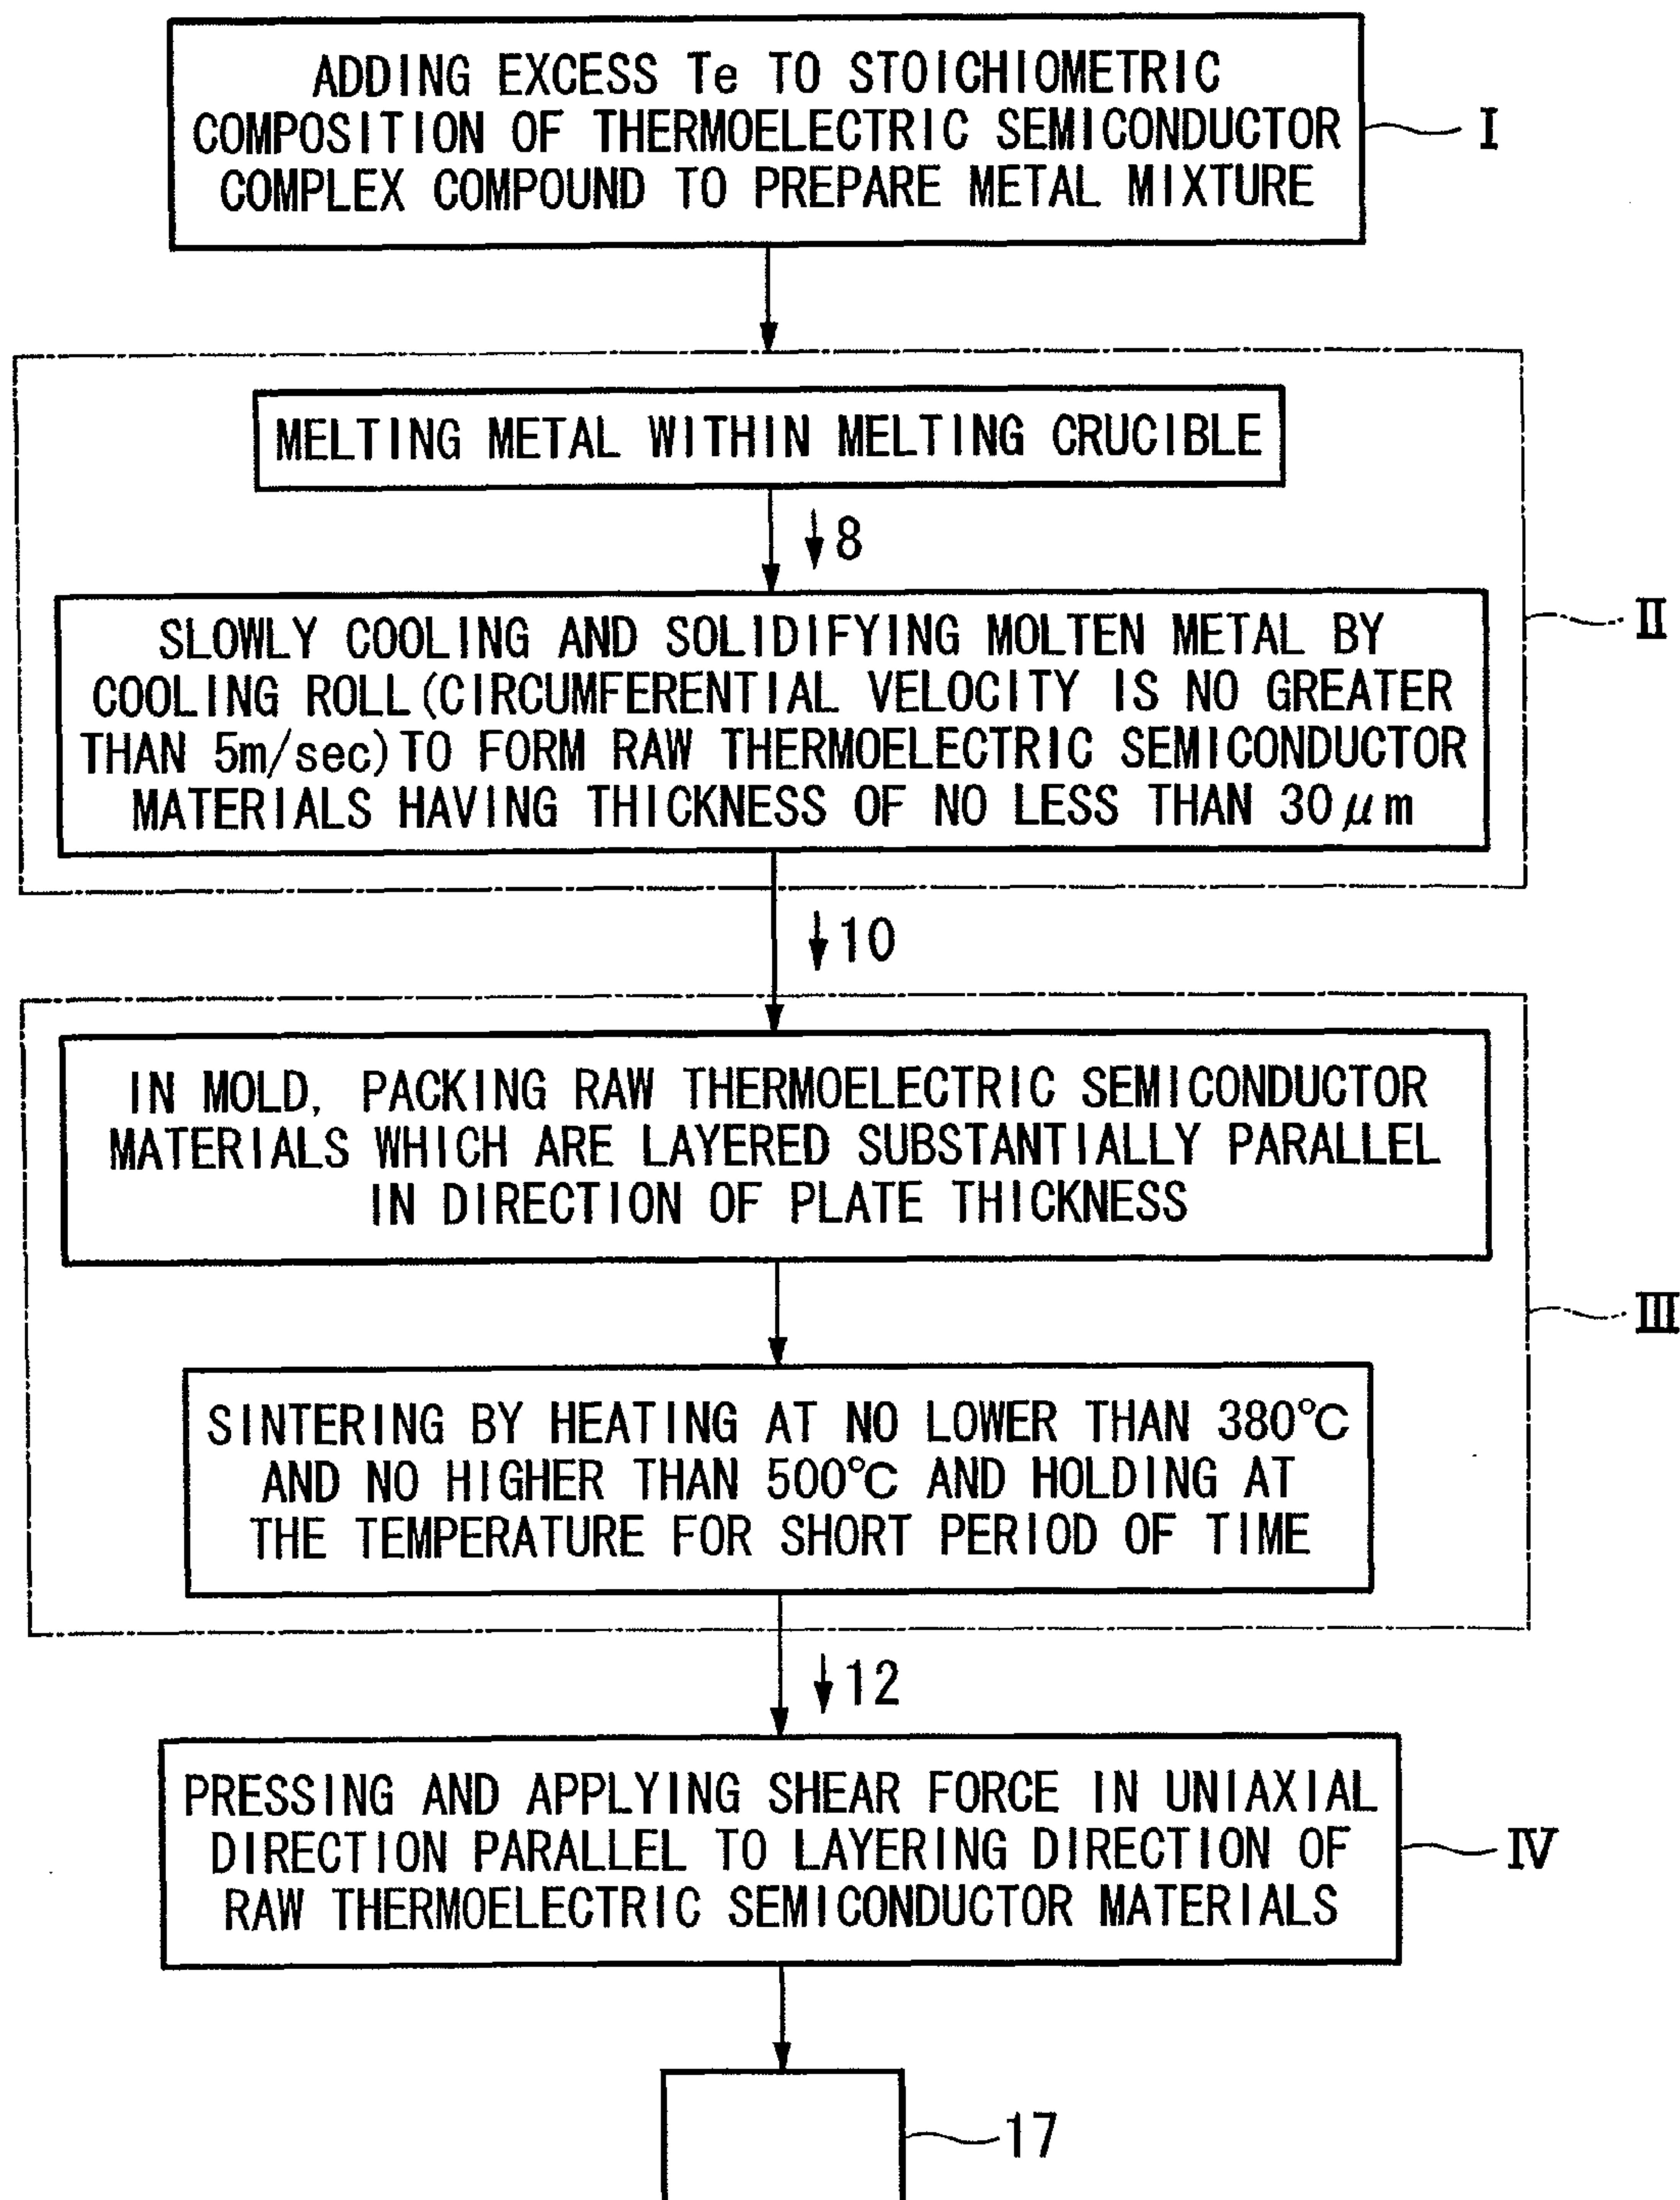 ADDING EXCESS Te TO STOICHIOMETRIC
COMPOSITION OF THERMOELECTRIC SEMICONDUCTOR
COMPLEX COMPOUND TO PREPARE METAL MIXTURE
I
MELTING METAL WITHIN MELTING CRUCIBLE
8
SLOWLY COOLING AND SOLIDIFYING MOLTEN METAL BY
COOLING ROLL(CIRCUMFERENTIAL VELOCITY IS NO GREATER
THAN 5m/sec)TO FORM RAW THERMOELECTRIC SEMICONDUCTOR
MATERIALS HAVING THICKNESS OF NO LESS THAN 30μm
II
10
IN MOLD, PACKING RAW THERMOELECTRIC SEMICONDUCTOR
MATERIALS WHICH ARE LAYERED SUBSTANTIALLY PARALLEL
IN DIRECTION OF PLATE THICKNESS
III
SINTERING BY HEATING AT NO LOWER THAN 380℃
AND NO HIGHER THAN 500℃ AND HOLDING AT
THE TEMPERATURE FOR SHORT PERIOD OF TIME
12
PRESSING AND APPLYING SHEAR FORCE IN UNIAXIAL
DIRECTION PARALLEL TO LAYERING DIRECTION OF
RAW THERMOELECTRIC SEMICONDUCTOR MATERIALS
IV
17